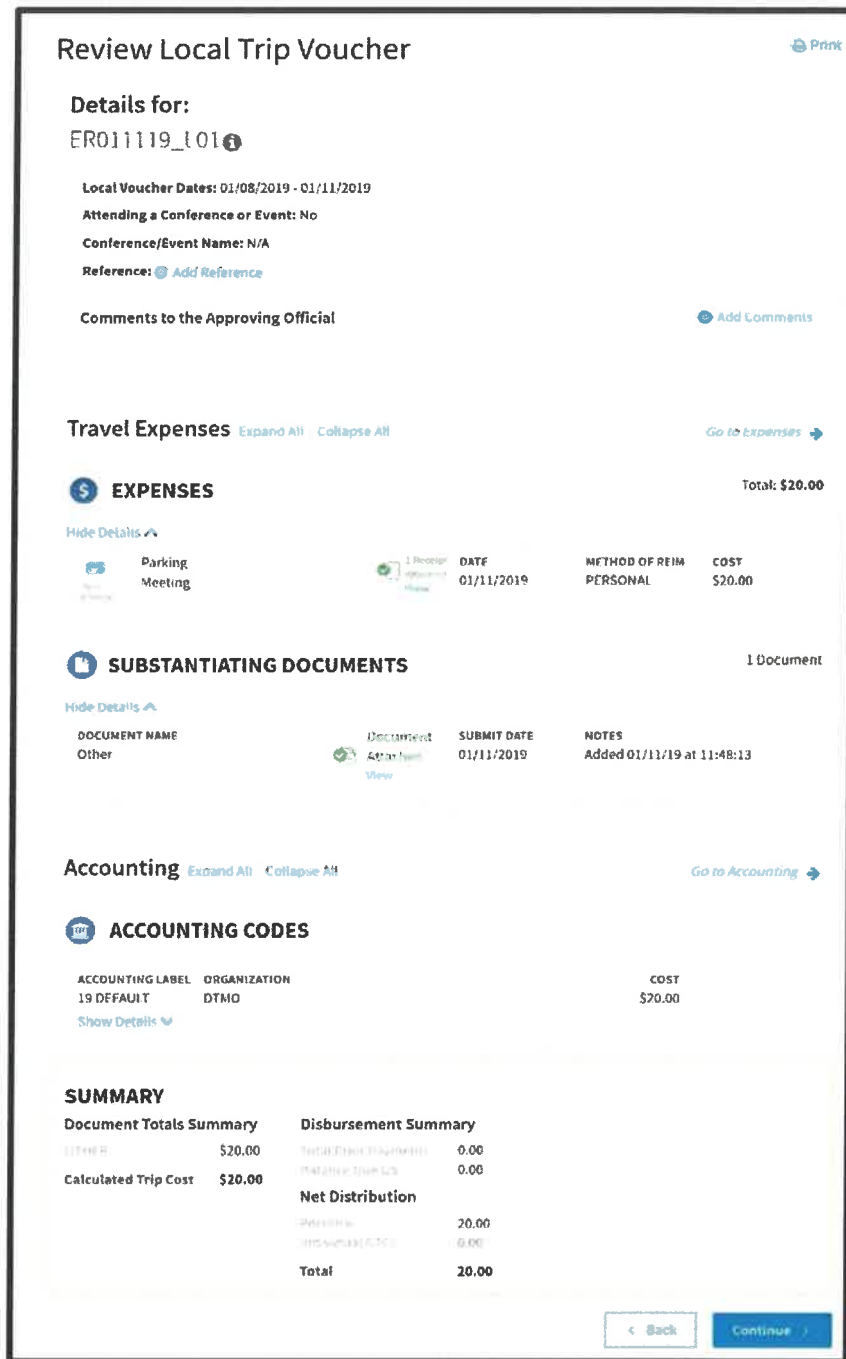 Review Local Trip Voucher
Print
Details for:
ER011119_L01
Local Voucher Dates: 01/08/2019 - 01/11/2019
Attending a Conference or Event: No
Conference/Event Name: N/A
Reference: Add Reference
Comments to the Approving Official
Add Comments
Travel Expenses Expand All Collapse All
Go to Expenses
EXPENSES
Total: $20.00
Hide Details
Parking
Meeting
1 Receipt
DATE
01/11/2019
METHOD OF REIM
PERSONAL
COST
$20.00
SUBSTANTIATING DOCUMENTS
1 Document
Hide Details
DOCUMENT NAME
Other
Document
Attached
View
SUBMIT DATE
01/11/2019
NOTES
Added 01/11/19 at 11:48:13
Accounting Expand All Collapse All
Go to Accounting
ACCOUNTING CODES
ACCOUNTING LABEL ORGANIZATION COST
19 DEFAULT DTMO $20.00
Show Details
SUMMARY
Document Totals Summary
OTHER $20.00
Calculated Trip Cost $20.00
Disbursement Summary
0.00
0.00
Net Distribution
20.00
0.00
Total 20.00
Back
Continue